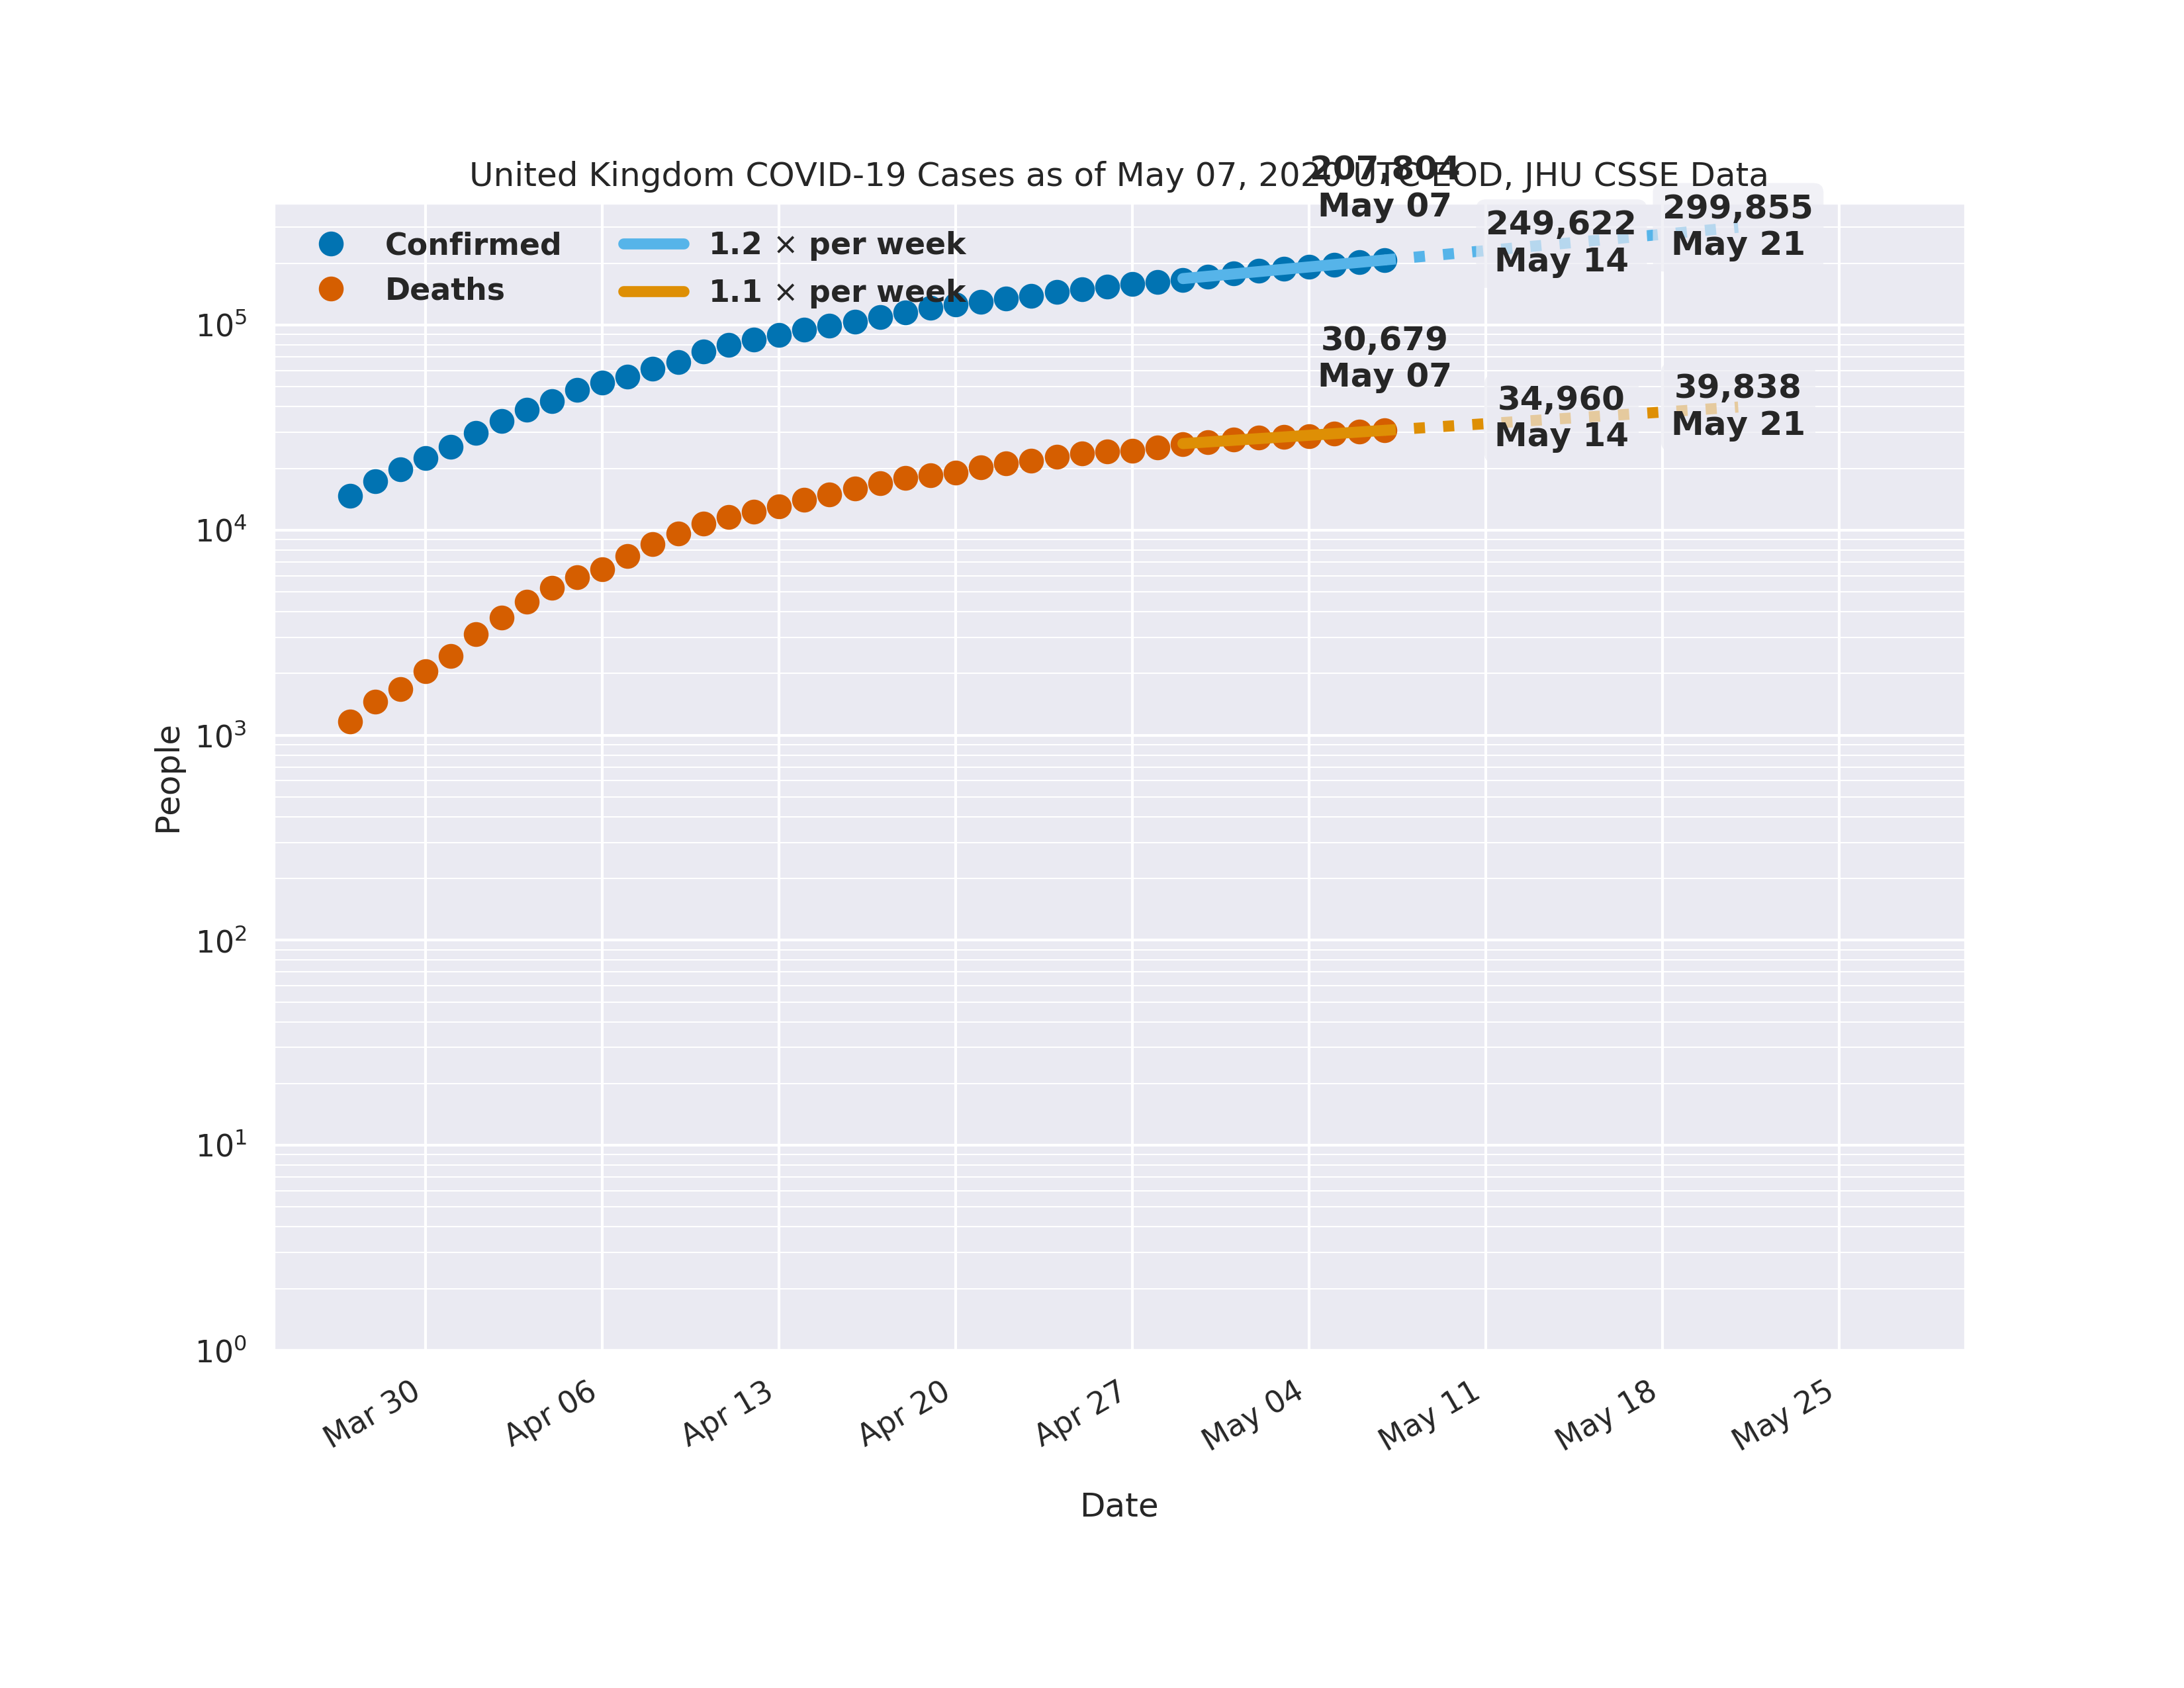 United Kingdom COVID-19 Cases as of May 07, 2020 UTC EOD, JHU CSSE Data
207,804
May 07
249,622
May 14
299,855
May 21
Confirmed
Deaths
1.2 × per week
1.1 × per week
30,679
May 07
34,960
May 14
39,838
May 21
10⁵
10⁴
10³
10²
10¹
10⁰
People
Mar 30
Apr 06
Apr 13
Apr 20
Apr 27
May 04
May 11
May 18
May 25
Date